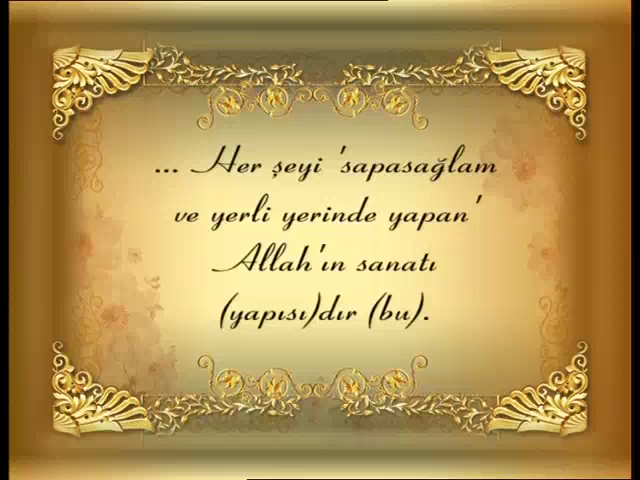 ... Her şeyi 'sapasağlam
ve yerli yerinde yapan'
Allah'ın sanatı
(yapısı)dır (bu).